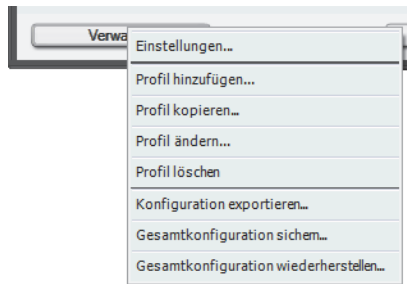 Verwa
Einstellungen...
Profil hinzufügen...
Profil kopieren...
Profil ändern...
Profil löschen
Konfiguration exportieren...
Gesamtkonfiguration sichern...
Gesamtkonfiguration wiederherstellen...